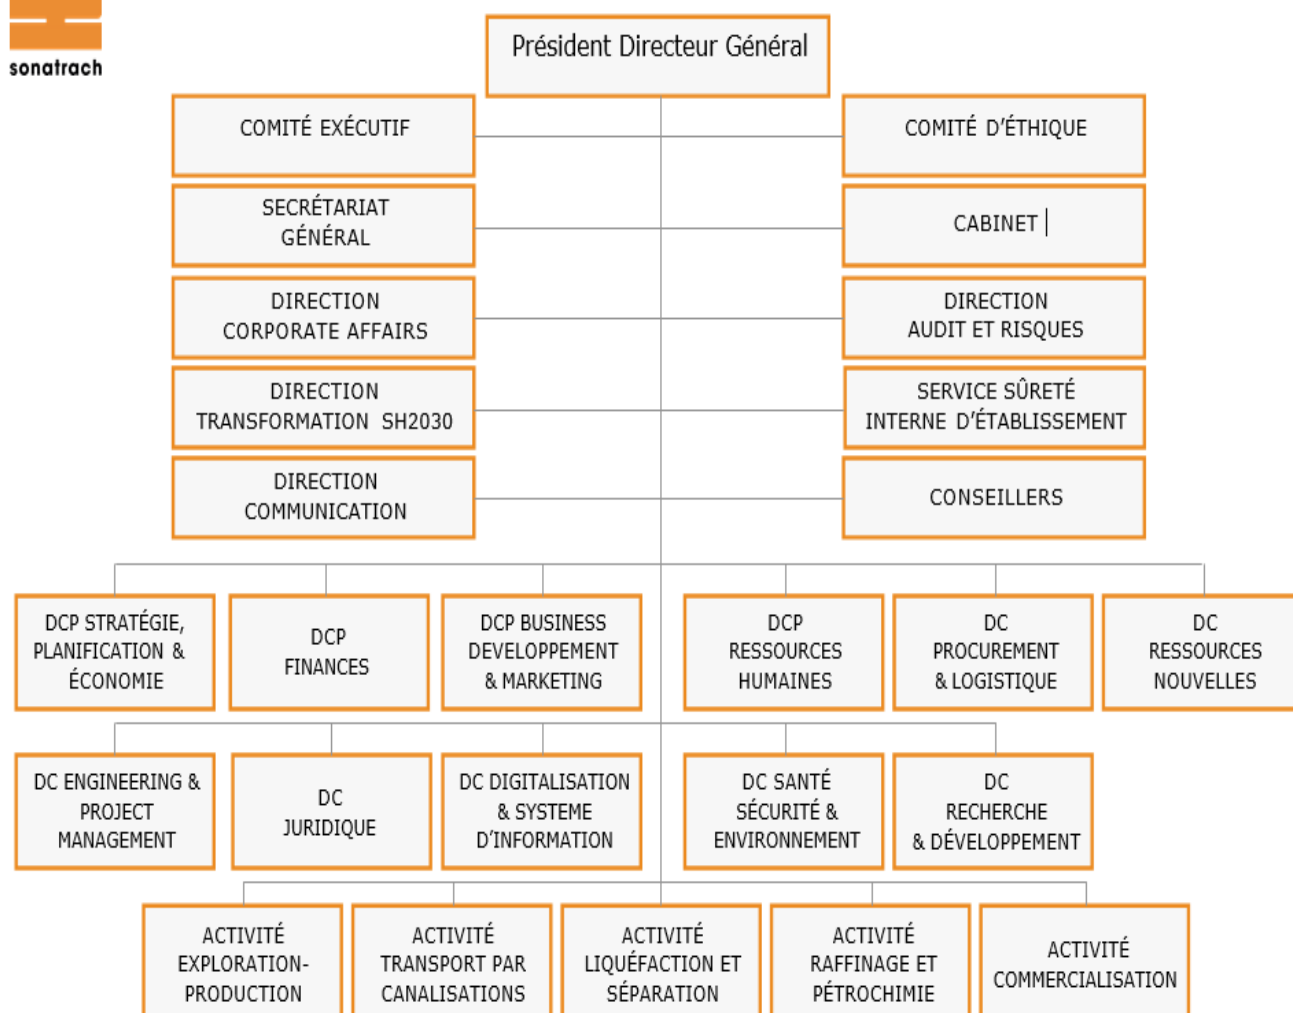 sonatrach
Président Directeur Général
COMITÉ EXÉCUTIF
COMITÉ D'ÉTHIQUE
SECRÉTARIAT
GÉNÉRAL
CABINET
DIRECTION
CORPORATE AFFAIRS
DIRECTION
AUDIT ET RISQUES
DIRECTION
TRANSFORMATION SH2030
SERVICE SÛRETÉ
INTERNE D'ÉTABLISSEMENT
DIRECTION
COMMUNICATION
CONSEILLERS
DCP STRATÉGIE,
PLANIFICATION &
ÉCONOMIE
DCP
FINANCES
DCP BUSINESS
DEVELOPPEMENT
& MARKETING
DCP
RESSOURCES
HUMAINES
DC
PROCUREMENT
& LOGISTIQUE
DC
RESSOURCES
NOUVELLES
DC ENGINEERING &
PROJECT
MANAGEMENT
DC
JURIDIQUE
DC DIGITALISATION
& SYSTEME
D'INFORMATION
DC SANTÉ
SÉCURITÉ &
ENVIRONNEMENT
DC
RECHERCHE
& DÉVELOPPEMENT
ACTIVITÉ
EXPLORATION-
PRODUCTION
ACTIVITÉ
TRANSPORT PAR
CANALISATIONS
ACTIVITÉ
LIQUÉFACTION ET
SÉPARATION
ACTIVITÉ
RAFFINAGE ET
PÉTROCHIMIE
ACTIVITÉ
COMMERCIALISATION